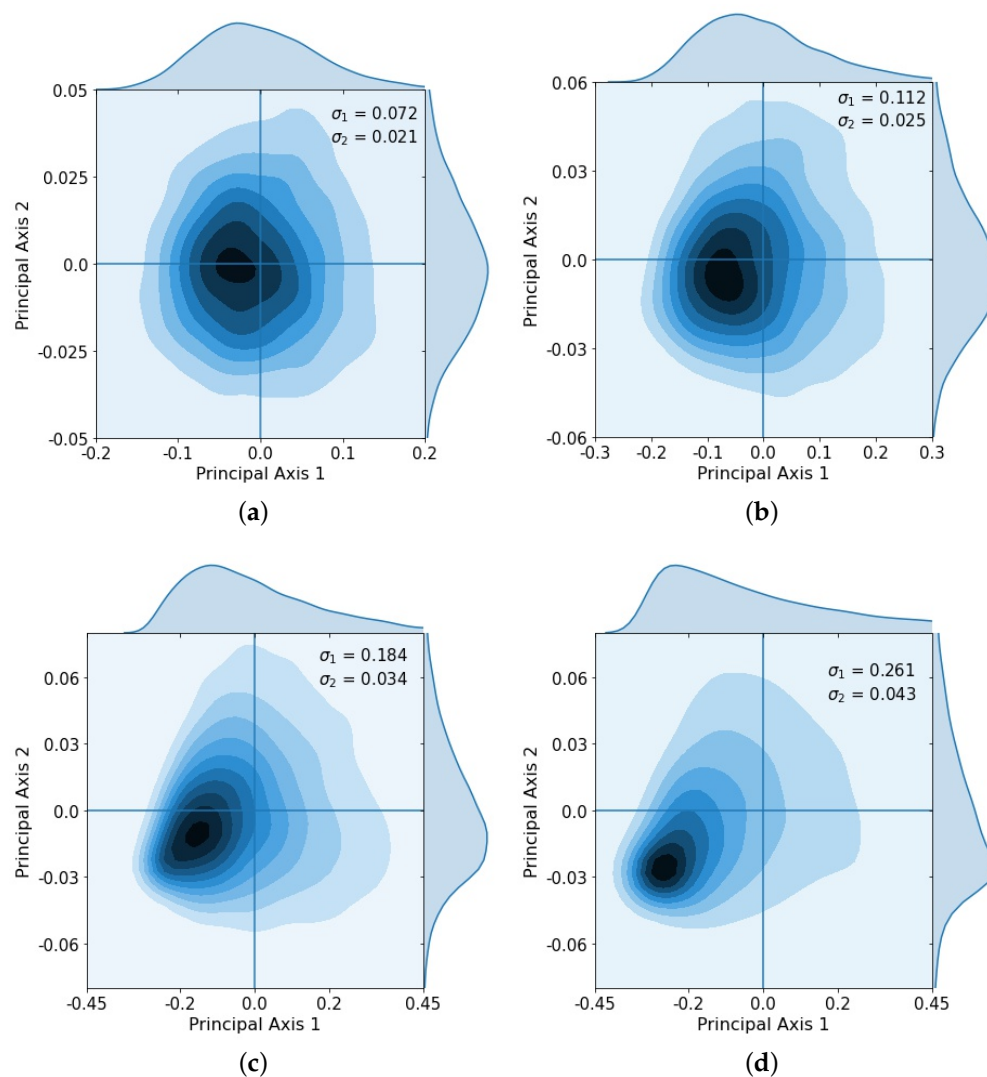 0.05
σ1 = 0.072
σ2 = 0.021
0.025
Principal Axis 2
0.0
-0.025
-0.05
-0.2 -0.1 0.0 0.1 0.2
Principal Axis 1
(a)
0.06
σ1 = 0.112
σ2 = 0.025
0.03
Principal Axis 2
0.0
-0.03
-0.06
-0.3 -0.2 -0.1 0.0 0.1 0.2 0.3
Principal Axis 1
(b)
σ1 = 0.184
σ2 = 0.034
0.06
0.03
Principal Axis 2
0.0
-0.03
-0.06
-0.45 -0.2 0.0 0.2 0.45
Principal Axis 1
(c)
σ1 = 0.261
σ2 = 0.043
0.06
0.03
Principal Axis 2
0.0
-0.03
-0.06
-0.45 -0.2 0.0 0.2 0.45
Principal Axis 1
(d)